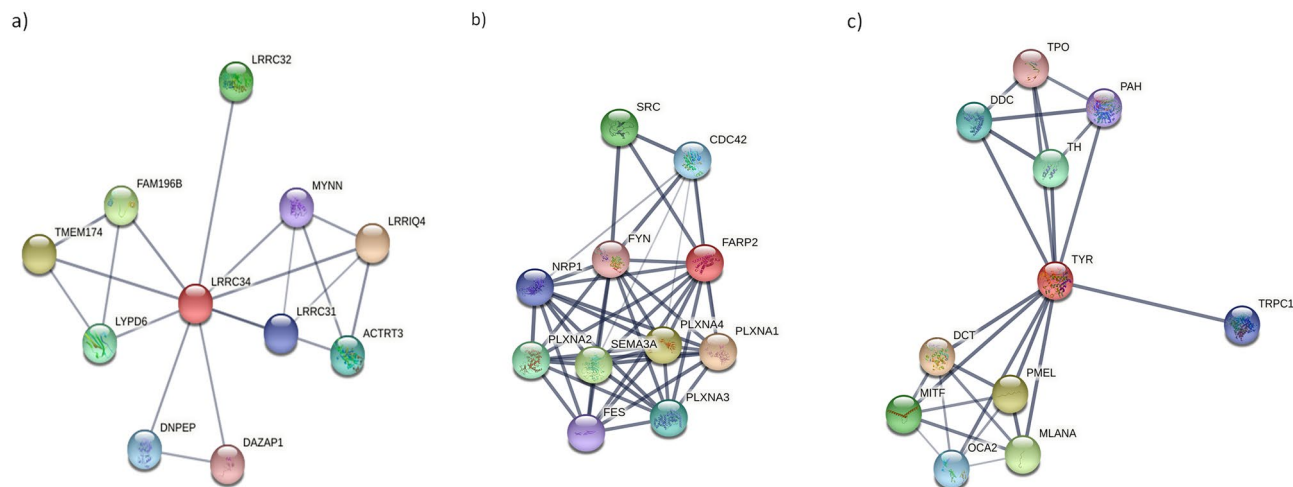 a)
LRRC32
FAM196B
MYNN
TMEM174
LRRIQ4
LRRC34
LYPD6
LRRC31
ACTRT3
DNPEP
DAZAP1
b)
SRC
CDC42
FYN
FARP2
NRP1
PLXNA4
PLXNA1
PLXNA2
SEMA3A
PLXNA3
FES
c)
TPO
DDC
PAH
TH
TYR
TRPC1
DCT
PMEL
MITF
MLANA
OCA2